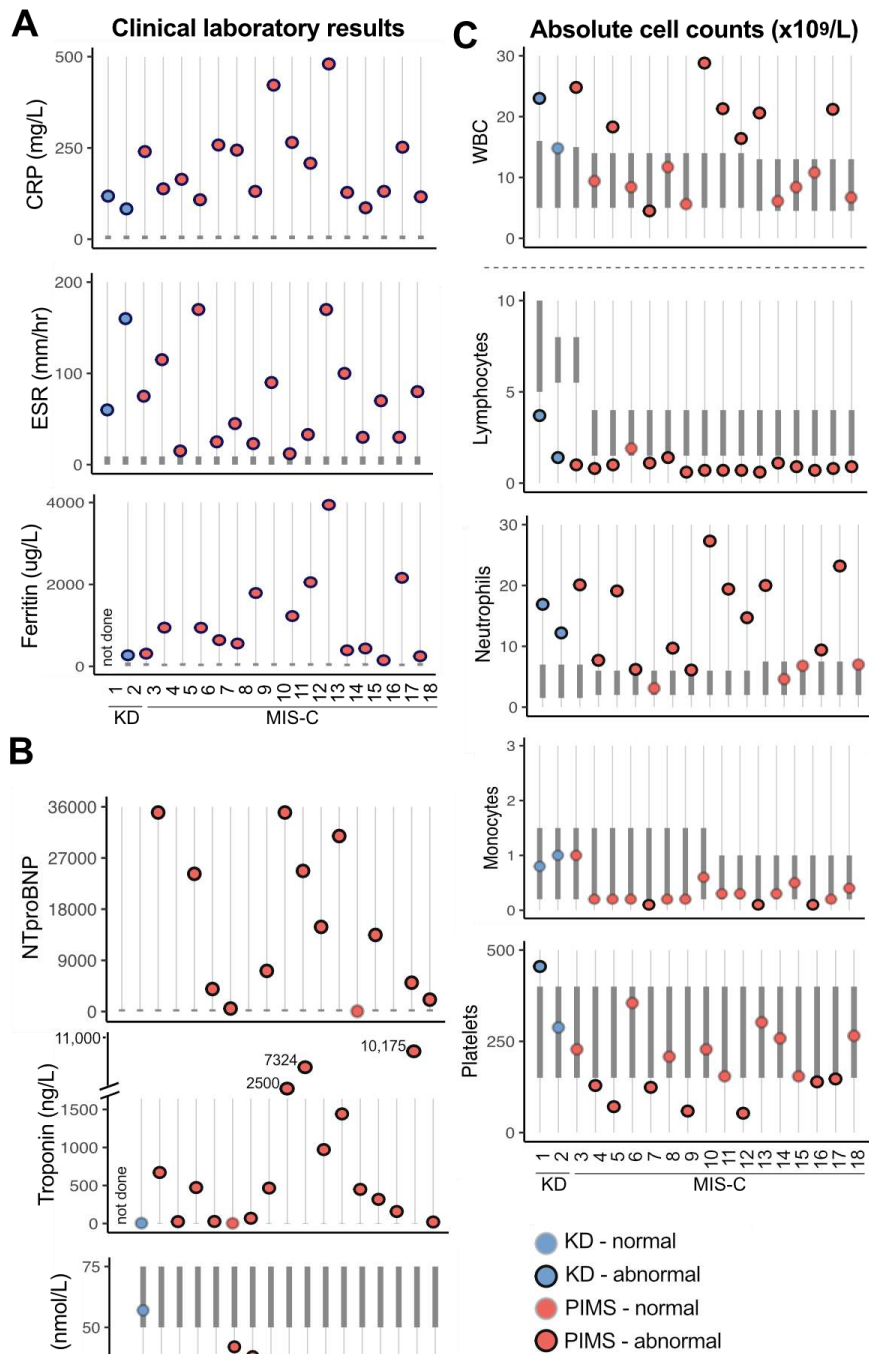 A
Clinical laboratory results
CRP (mg/L)
500
250
0
ESR (mm/hr)
200
100
0
Ferritin (ug/L)
4000
2000
0
not done
1 2 3 4 5 6 7 8 9 10 11 12 13 14 15 16 17 18
KD MIS-C
B
NTproBNP
36000
27000
18000
9000
0
Troponin (ng/L)
11,000
1500
1000
500
0
not done
2500
7324
10,175
(nmol/L)
75
50
C
Absolute cell counts (x10⁹/L)
WBC
30
20
10
0
Lymphocytes
10
5
0
Neutrophils
30
20
10
0
Monocytes
3
2
1
0
Platelets
500
250
0
1 2 3 4 5 6 7 8 9 10 11 12 13 14 15 16 17 18
KD MIS-C
KD - normal
KD - abnormal
PIMS - normal
PIMS - abnormal